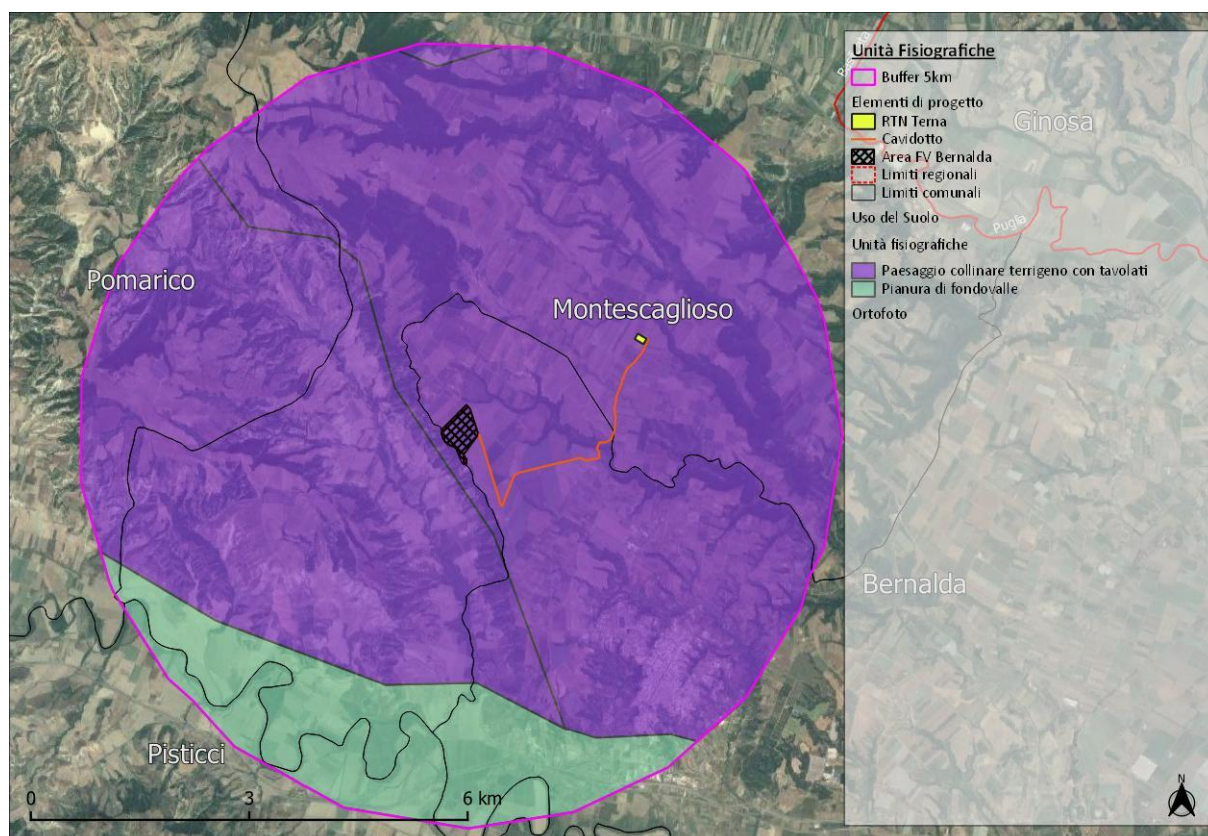 Unità Fisiografiche
Buffer 5km
Elementi di progetto
RTN Terna
Cavidotto
Area FV Bernalda
Limiti regionali
Limiti comunali
Uso del Suolo
Unità fisiografiche
Paesaggio collinare terrigeno con tavolati
Pianura di fondovalle
Ortofoto
Basilicata
Ginosa
Puglia
Pomarico
Montescaglioso
Bernalda
Pisticci
0 3 6 km
N